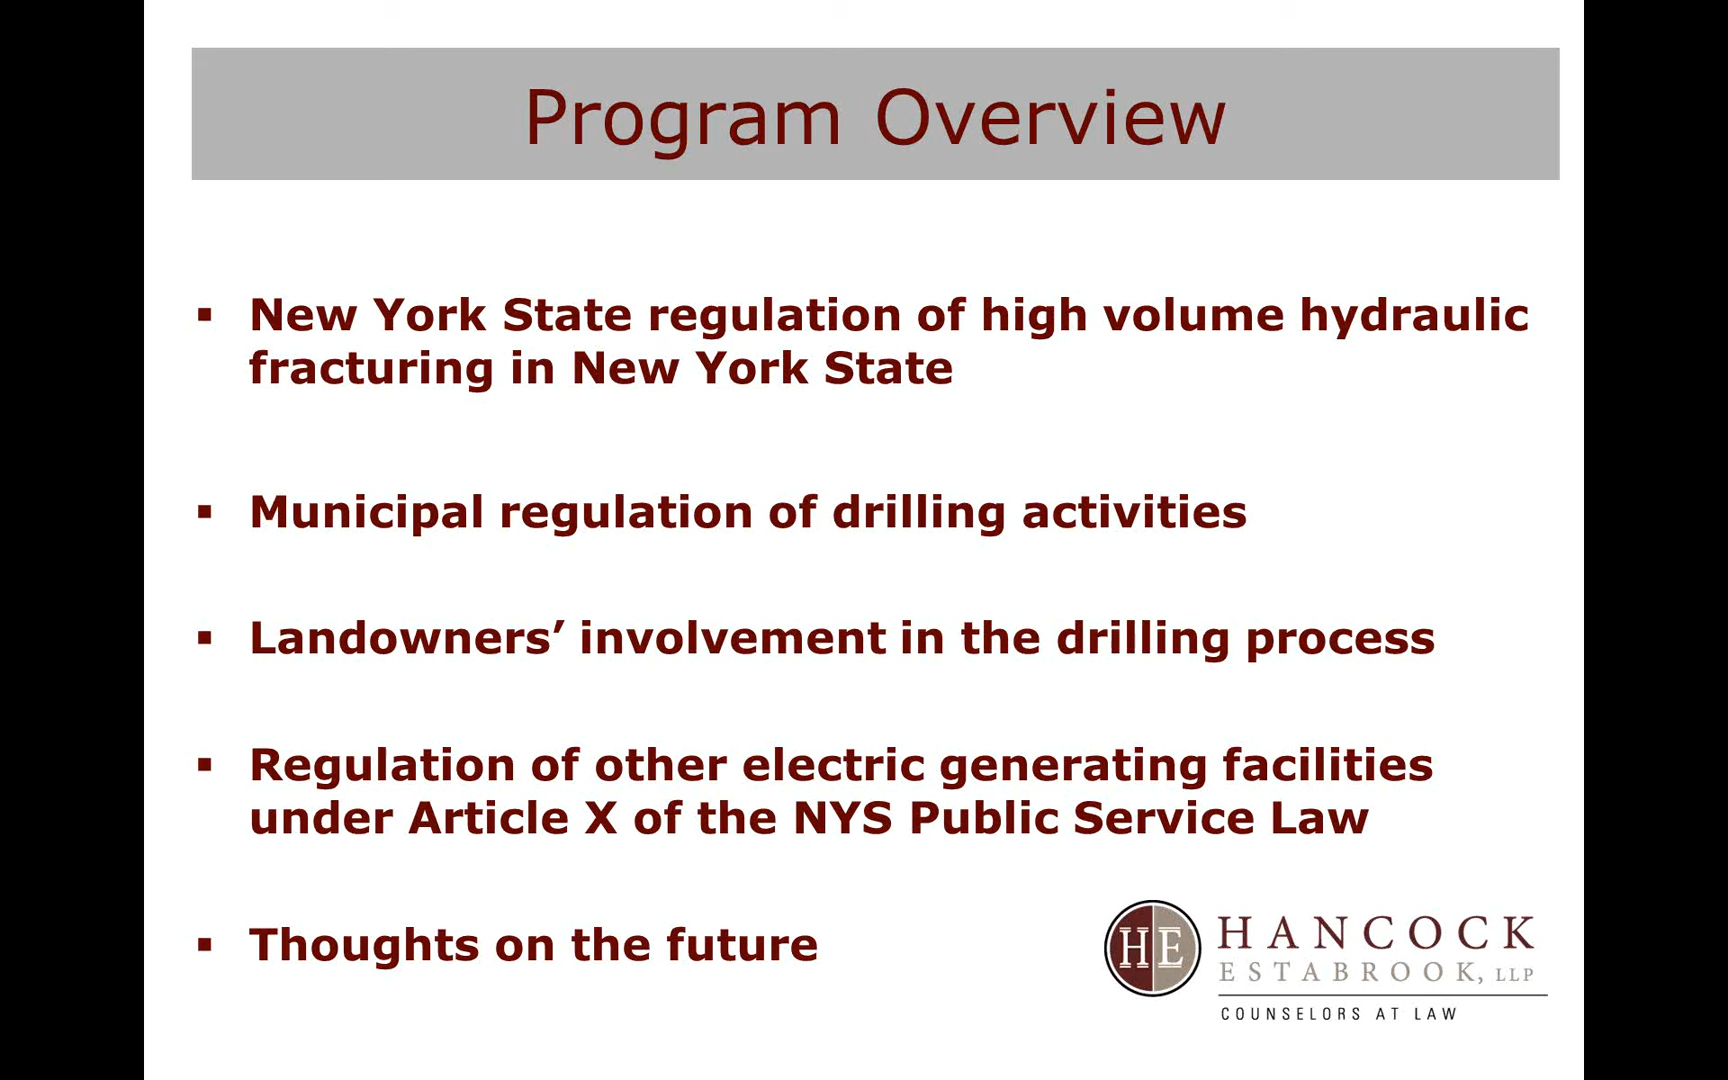 Program Overview
▪ New York State regulation of high volume hydraulic
fracturing in New York State
▪ Municipal regulation of drilling activities
▪ Landowners’ involvement in the drilling process
▪ Regulation of other electric generating facilities
under Article X of the NYS Public Service Law
▪ Thoughts on the future
HE
HANCOCK
ESTABROOK, LLP
COUNSELORS AT LAW